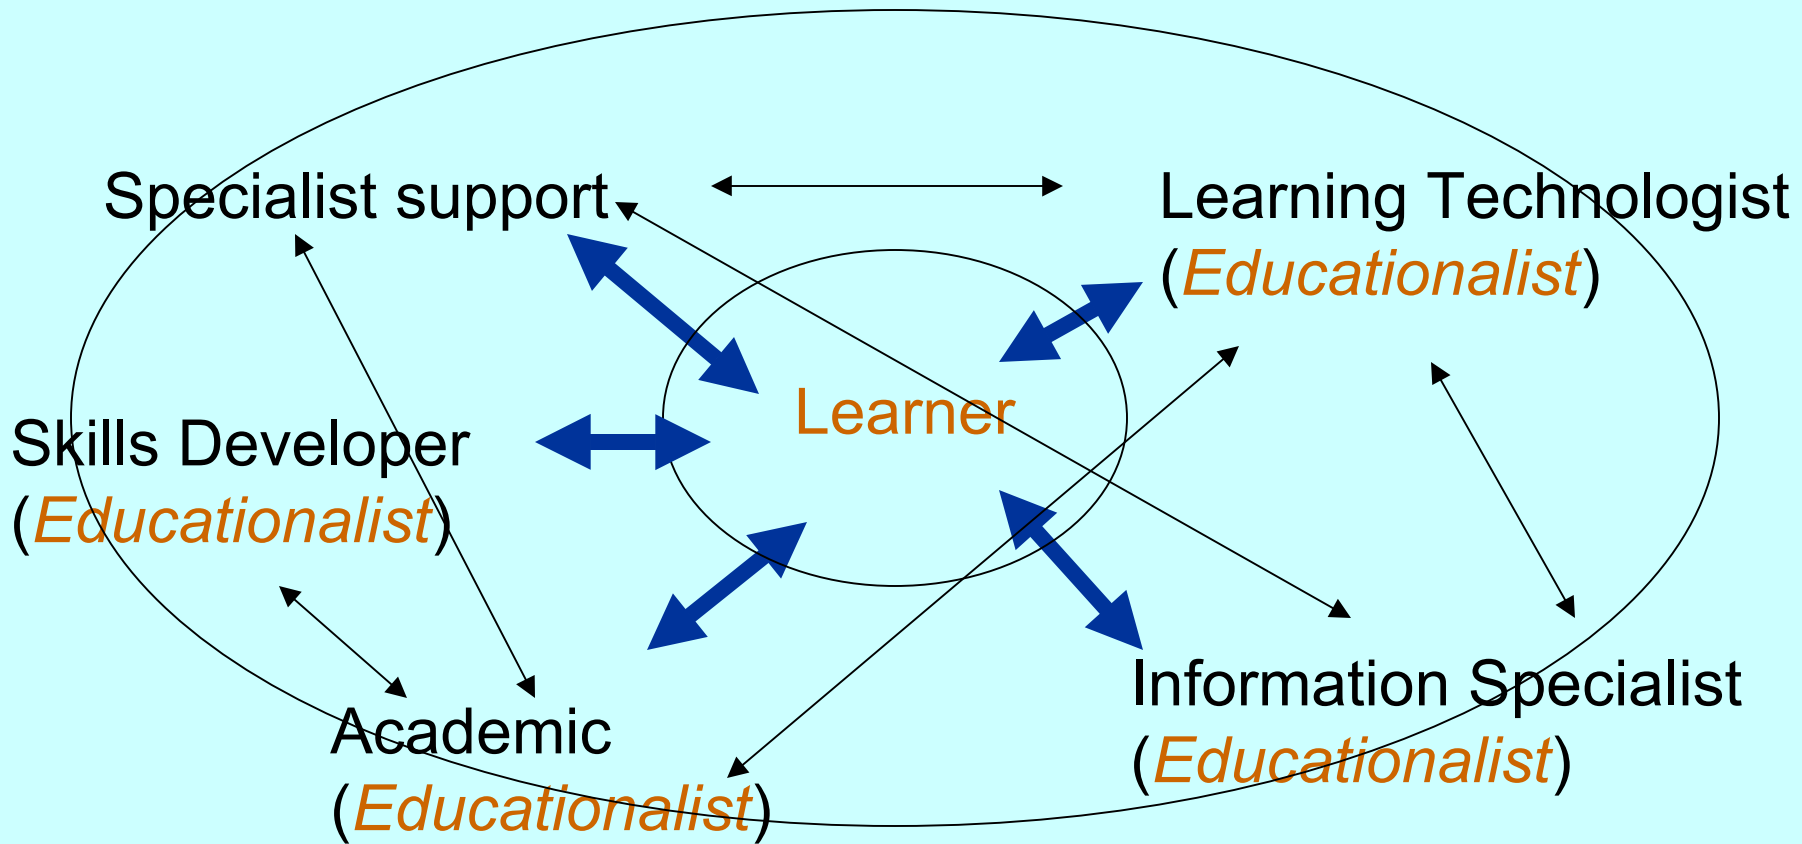 Specialist support
Learning Technologist
(Educationalist)
Learner
Skills Developer
(Educationalist)
Information Specialist
(Educationalist)
Academic
(Educationalist)